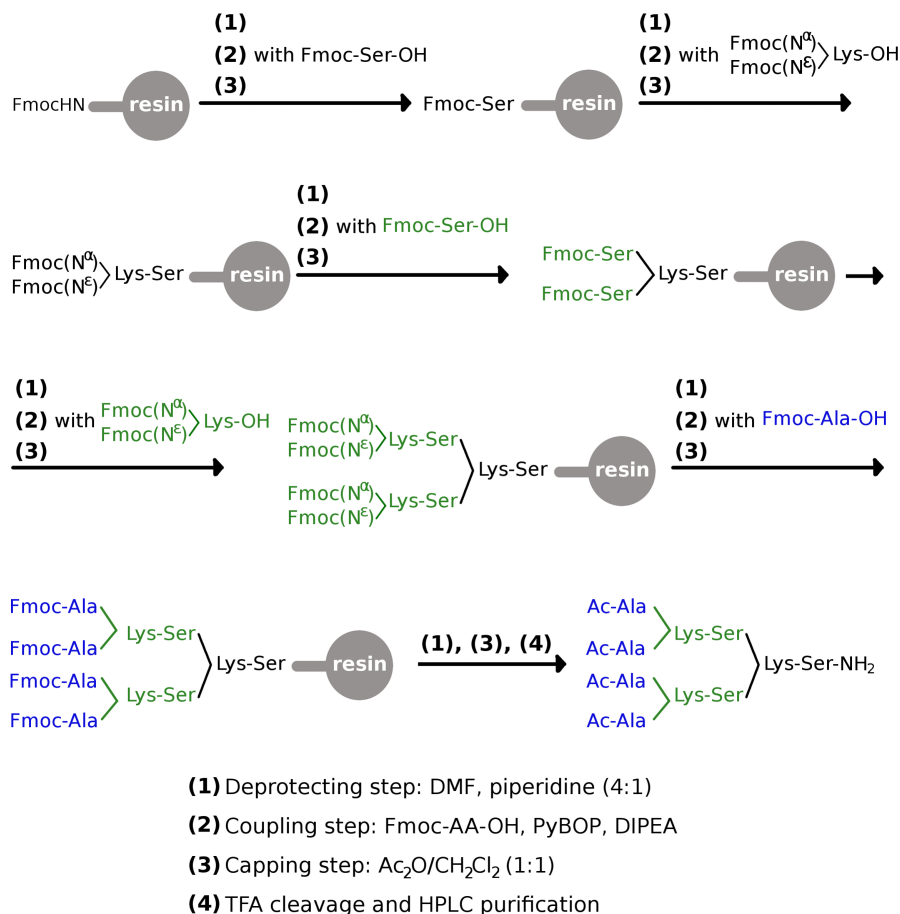 (1)
(2) with Fmoc-Ser-OH
(3)
FmocHN resin Fmoc-Ser resin
(1)
(2) with Fmoc(Nα) Fmoc(Nε) Lys-OH
(3)
Fmoc(Nα)
Fmoc(Nε)
Lys-Ser resin
(1)
(2) with Fmoc-Ser-OH
(3)
Fmoc-Ser
Fmoc-Ser
Lys-Ser resin
(1)
(2) with Fmoc(Nα) Fmoc(Nε) Lys-OH
(3)
Fmoc(Nα)
Fmoc(Nε)
Lys-Ser
Fmoc(Nα)
Fmoc(Nε)
Lys-Ser
Lys-Ser resin
(1)
(2) with Fmoc-Ala-OH
(3)
Fmoc-Ala
Fmoc-Ala
Lys-Ser
Fmoc-Ala
Fmoc-Ala
Lys-Ser
Lys-Ser resin
(1), (3), (4)
Ac-Ala
Ac-Ala
Lys-Ser
Ac-Ala
Ac-Ala
Lys-Ser
Lys-Ser-NH₂
(1) Deprotecting step: DMF, piperidine (4:1)
(2) Coupling step: Fmoc-AA-OH, PyBOP, DIPEA
(3) Capping step: Ac₂O/CH₂Cl₂ (1:1)
(4) TFA cleavage and HPLC purification